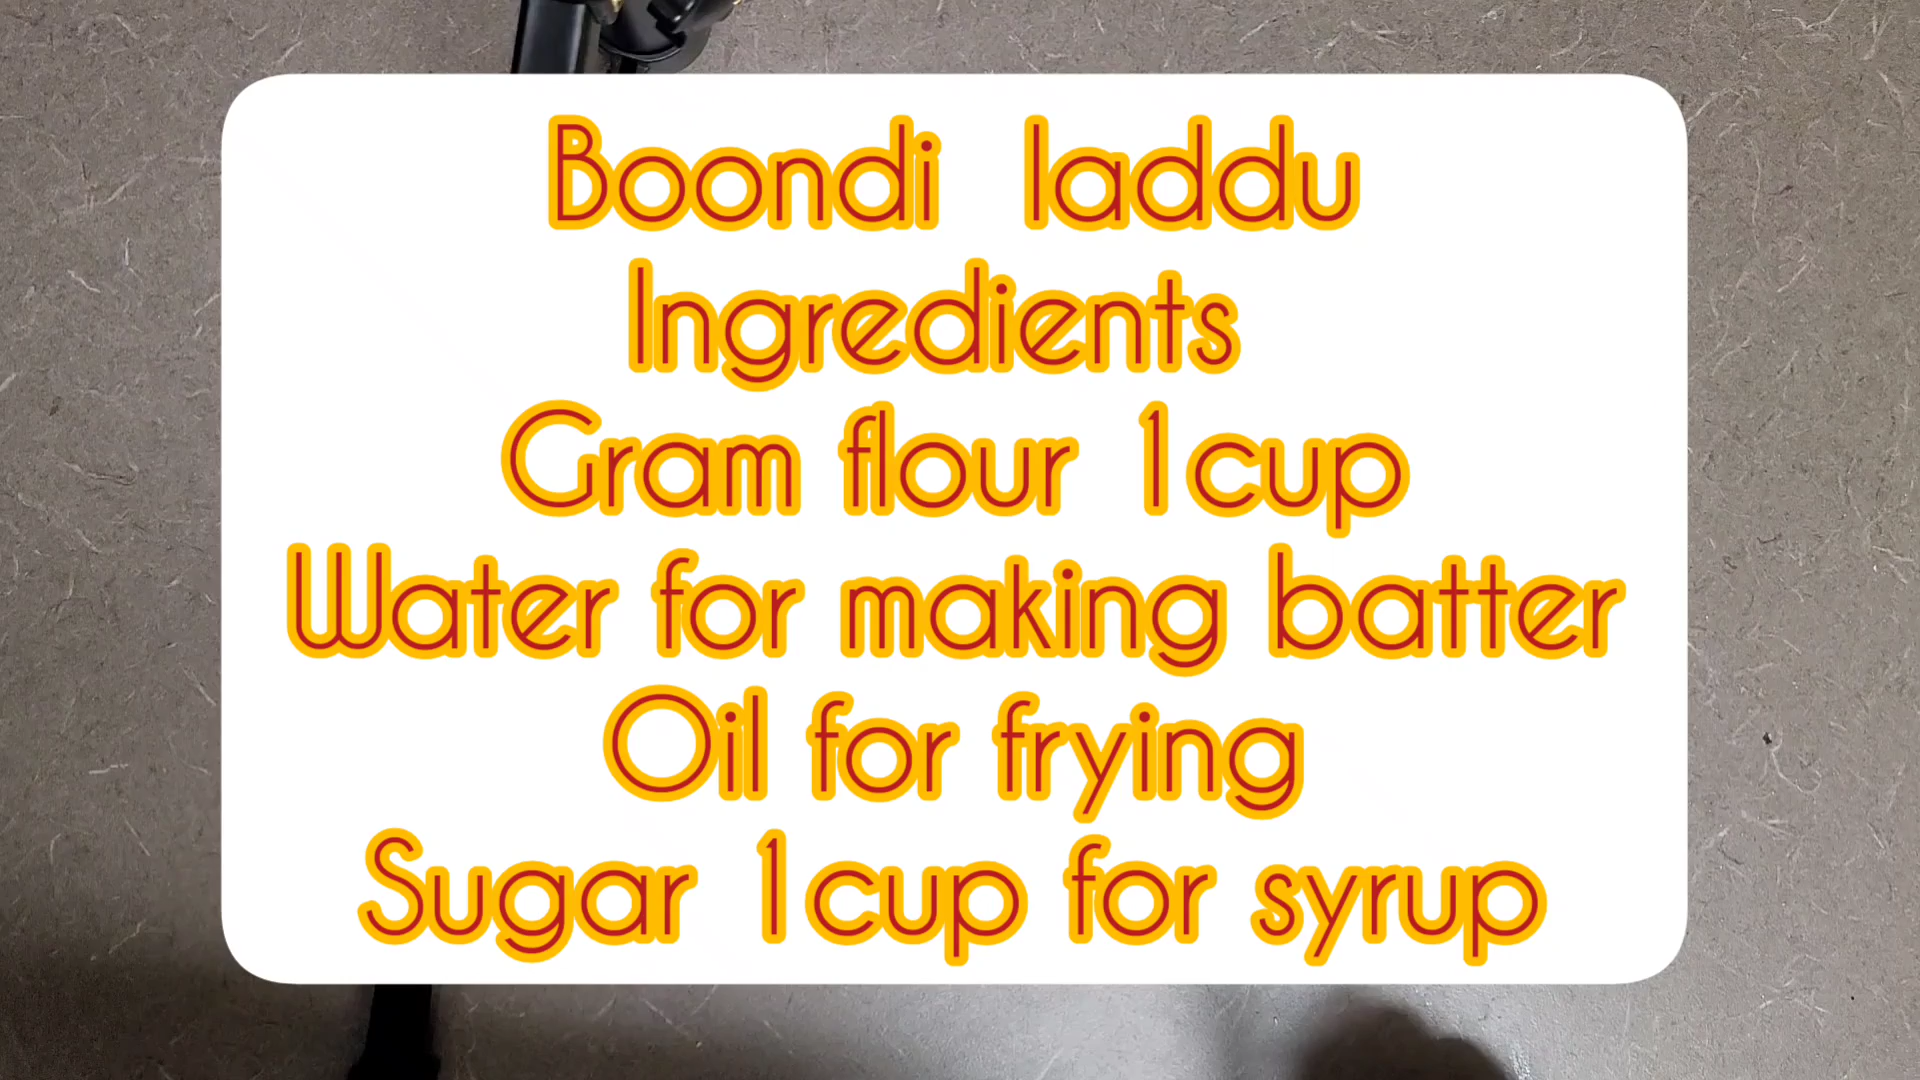 Boondi laddu
Ingredients
Gram flour 1cup
Water for making batter
Oil for frying
Sugar 1cup for syrup